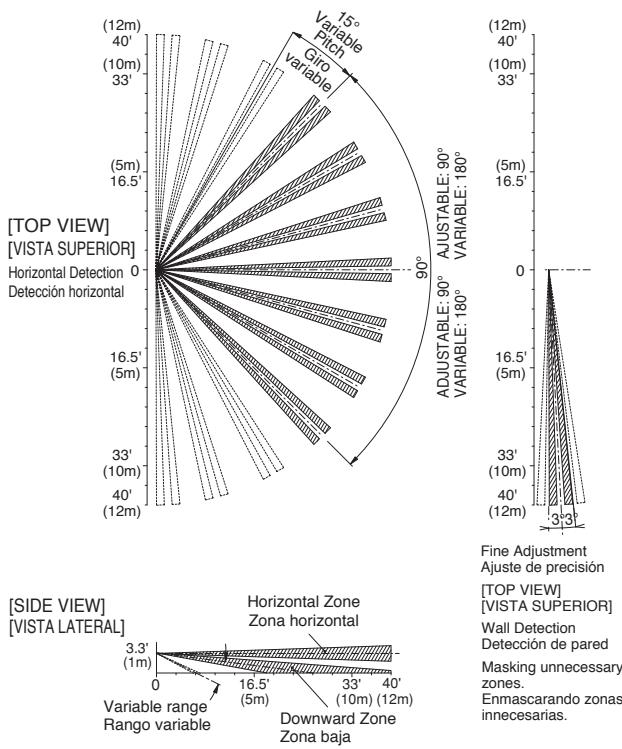 (12m)
40'
(10m)
33'
(5m)
16.5'
[TOP VIEW]
[VISTA SUPERIOR]
Horizontal Detection
Detección horizontal
0
16.5'
(5m)
33'
(10m)
40'
(12m)
15°
Variable
Pitch
Giro
variable
90°
AJUSTABLE: 90°
VARIABLE: 180°
ADJUSTABLE: 90°
VARIABLE: 180°
(12m)
40'
(10m)
33'
(5m)
16.5'
0
16.5'
(5m)
33'
(10m)
40'
(12m)
3° 3°
Fine Adjustment
Ajuste de precisión
[TOP VIEW]
[VISTA SUPERIOR]
Wall Detection
Detección de pared
Masking unnecessary
zones.
Enmascarando zonas
innecesarias.
[SIDE VIEW]
[VISTA LATERAL]
Horizontal Zone
Zona horizontal
3.3'
(1m)
0
16.5'
(5m)
33'
(10m)
40'
(12m)
Variable range
Rango variable
Downward Zone
Zona baja